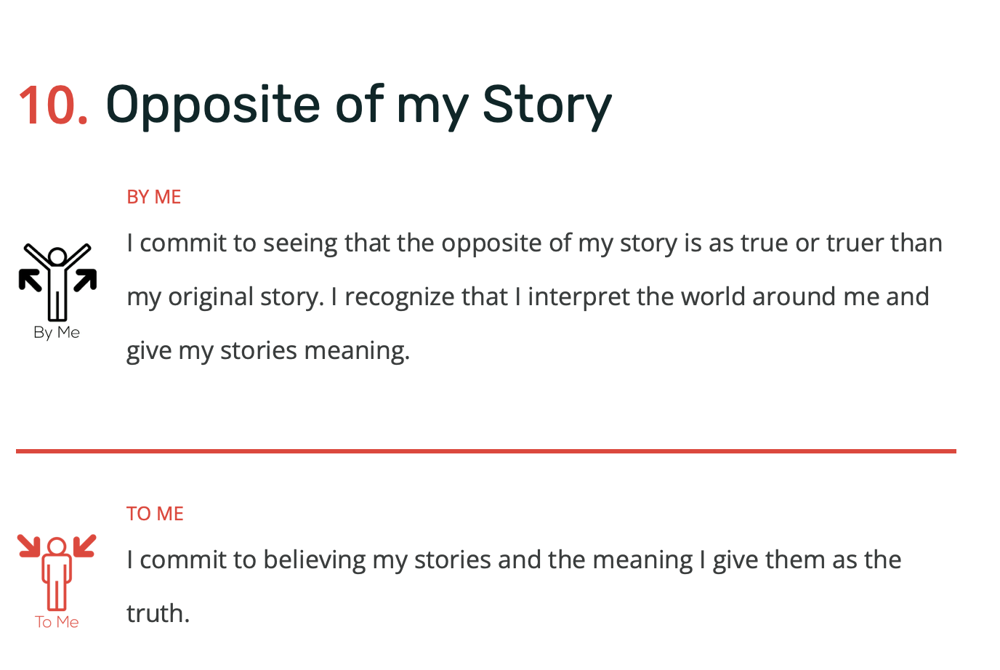 10. Opposite of my Story
BY ME
I commit to seeing that the opposite of my story is as true or truer than
my original story. I recognize that I interpret the world around me and
give my stories meaning.
By Me
TO ME
I commit to believing my stories and the meaning I give them as the
truth.
To Me